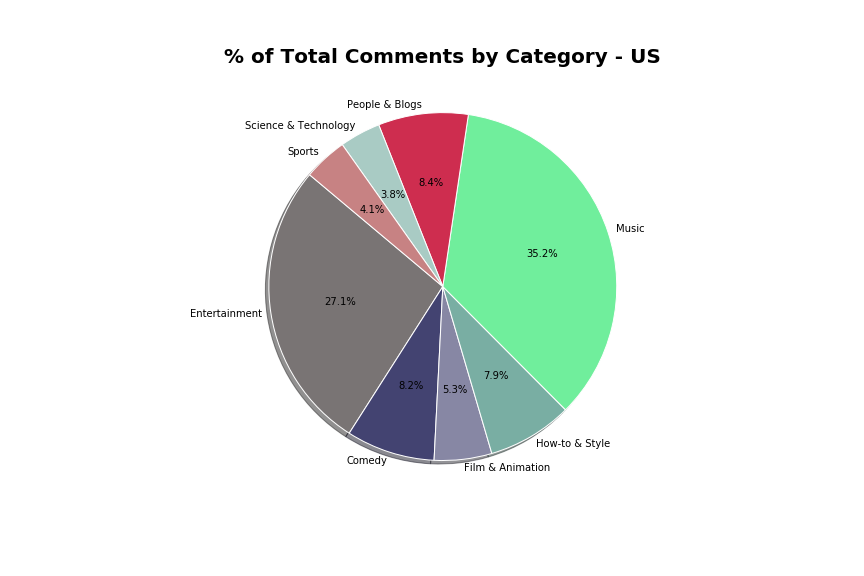 % of Total Comments by Category - US
People & Blogs
Science & Technology
Sports
8.4%
3.8%
4.1%
Music
35.2%
27.1%
Entertainment
7.9%
8.2%
5.3%
How-to & Style
Comedy
Film & Animation